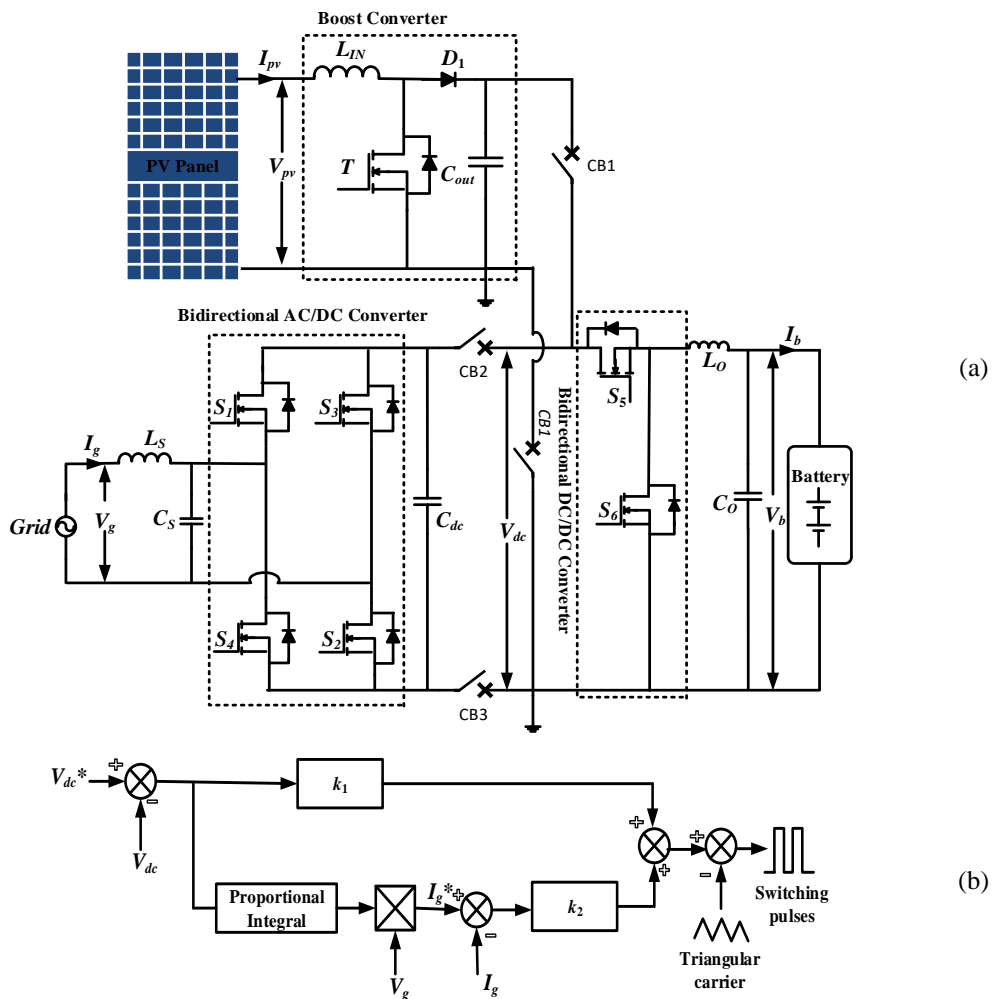 Boost Converter
I_pv
L_IN
D_1
PV Panel
V_pv
T
C_out
CB1
Bidirectional AC/DC Converter
CB2
S_5
L_O
I_b
(a)
S_1
S_3
CB1
Bidirectional DC/DC Converter
I_g
L_S
Battery
Grid
V_g
C_S
C_dc
V_dc
S_6
C_O
V_b
S_4
S_2
CB3
V_dc*
+
-
k_1
V_dc
+
+
+
-
Proportional
Integral
I_g*
+
-
k_2
Switching
pulses
(b)
V_g
I_g
Triangular
carrier